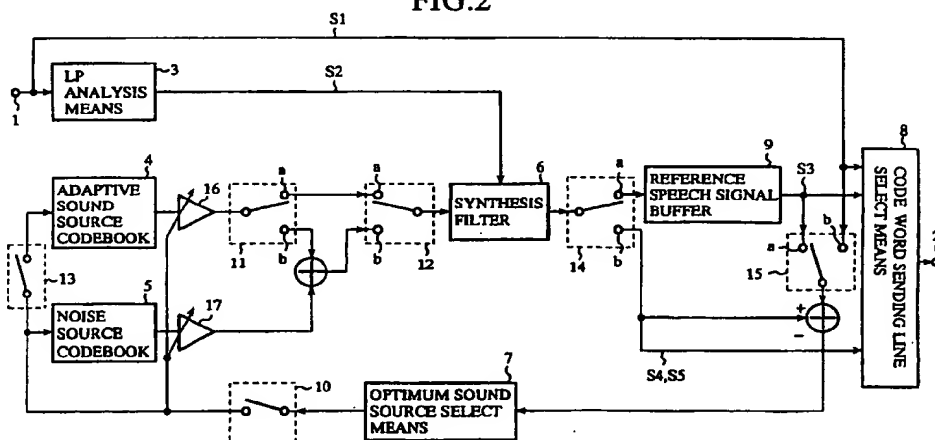 FIG.2
S1
LP
ANALYSIS
MEANS
3
S2
1
8
CODE WORD SENDING LINE
SELECT MEANS
4
ADAPTIVE
SOUND
SOURCE
CODEBOOK
16
a
b
11
a
b
12
6
SYNTHESIS
FILTER
a
b
14
9
REFERENCE
SPEECH SIGNAL
BUFFER
S3
a
b
15
13
5
NOISE
SOURCE
CODEBOOK
17
+
−
S4,S5
10
7
OPTIMUM SOUND
SOURCE SELECT
MEANS